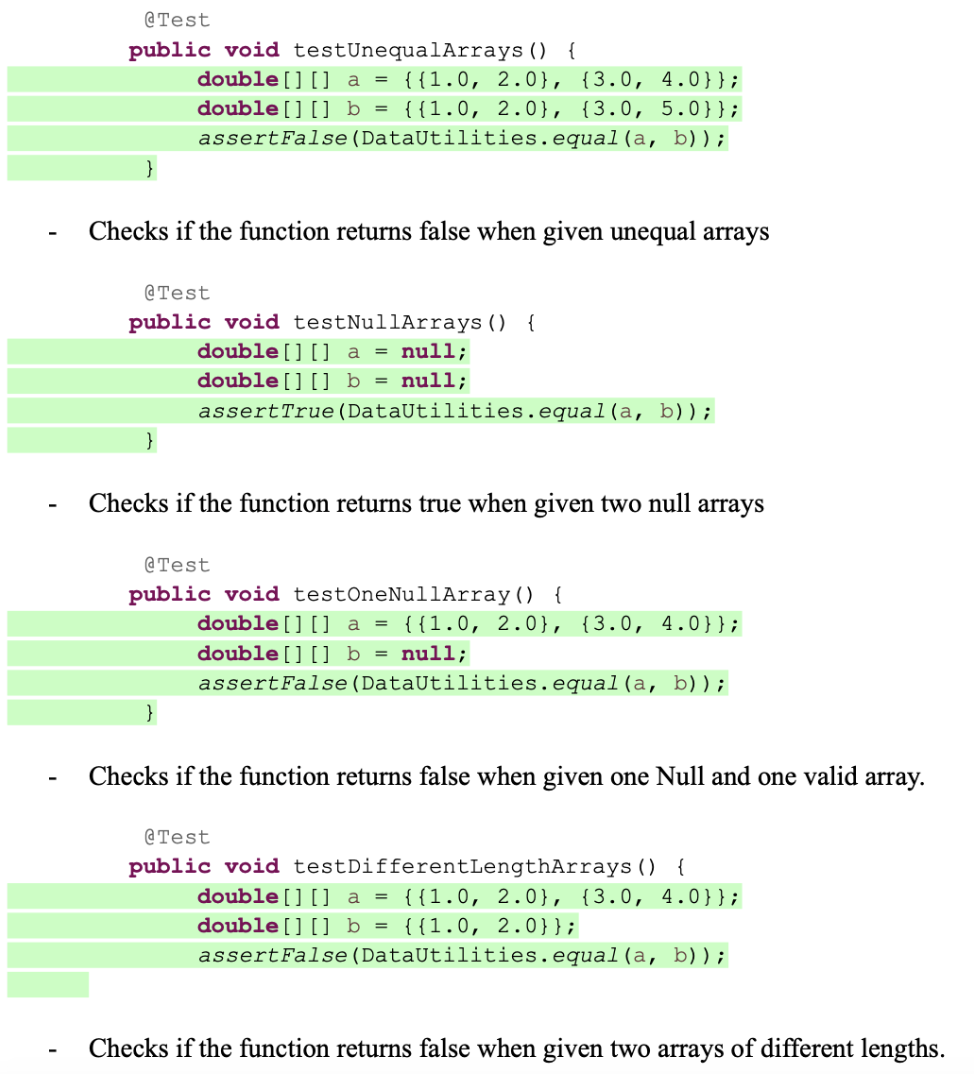 @Test
public void testUnequalArrays() {
double[][] a = {{1.0, 2.0}, {3.0, 4.0}};
double[][] b = {{1.0, 2.0}, {3.0, 5.0}};
assertFalse(DataUtilities.equal(a, b));
}
- Checks if the function returns false when given unequal arrays
@Test
public void testNullArrays() {
double[][] a = null;
double[][] b = null;
assertTrue(DataUtilities.equal(a, b));
}
- Checks if the function returns true when given two null arrays
@Test
public void testOneNullArray() {
double[][] a = {{1.0, 2.0}, {3.0, 4.0}};
double[][] b = null;
assertFalse(DataUtilities.equal(a, b));
}
- Checks if the function returns false when given one Null and one valid array.
@Test
public void testDifferentLengthArrays() {
double[][] a = {{1.0, 2.0}, {3.0, 4.0}};
double[][] b = {{1.0, 2.0}};
assertFalse(DataUtilities.equal(a, b));
- Checks if the function returns false when given two arrays of different lengths.